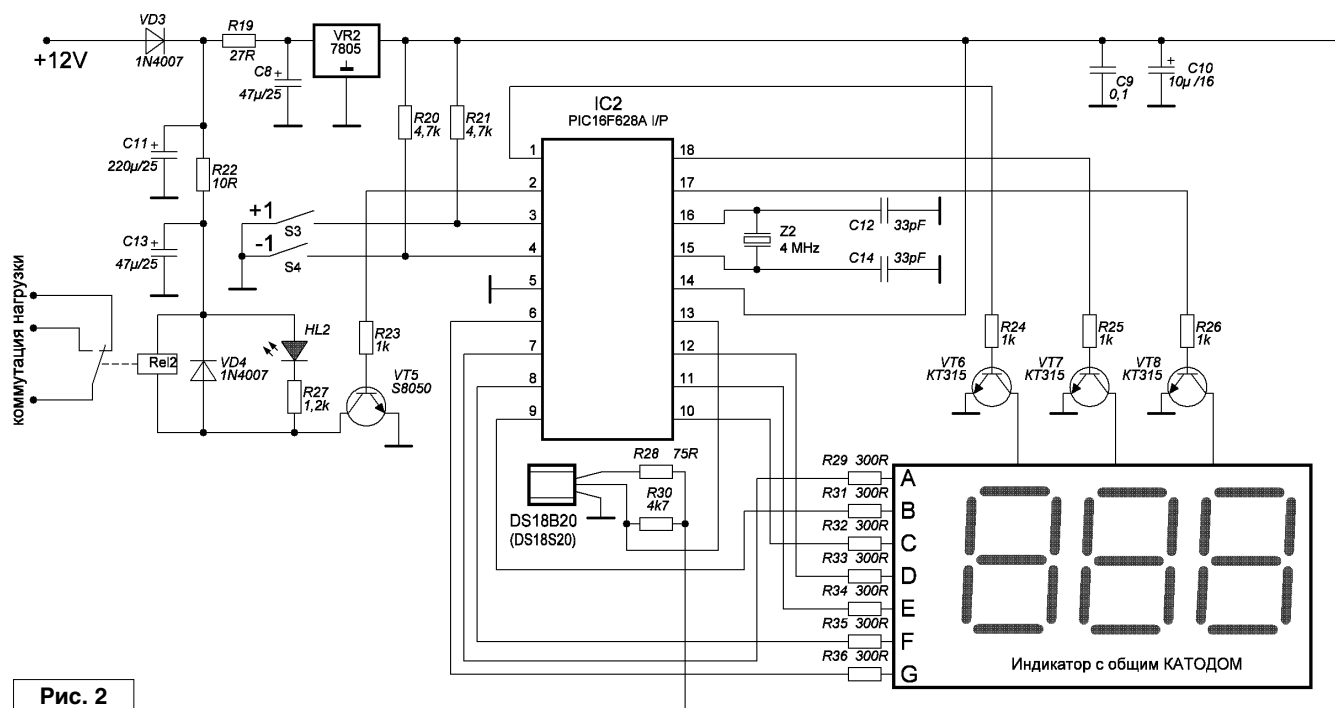 VD3
+12V
1N4007
R19
27R
C8
47µ/25
VR2
7805
R20
4,7k
R21
4,7k
IC2
PIC16F628A I/P
C9
0,1
C10
10µ /16
C11
220µ/25
R22
10R
C13
47µ/25
+1
S3
-1
S4
1
2
3
4
5
6
7
8
9
18
17
16
15
14
13
12
11
10
Z2
4 MHz
C12
33pF
C14
33pF
коммутация нагрузки
Rel2
VD4
1N4007
HL2
R27
1,2k
R23
1k
VT5
S8050
R24
1k
R25
1k
R26
1k
VT6
КТ315
VT7
КТ315
VT8
КТ315
R28 75R
R30
4k7
DS18B20
(DS18S20)
R29 300R
A
R31 300R
B
R32 300R
C
R33 300R
D
R34 300R
E
R35 300R
F
R36 300R
G
Индикатор с общим КАТОДОМ
Рис. 2